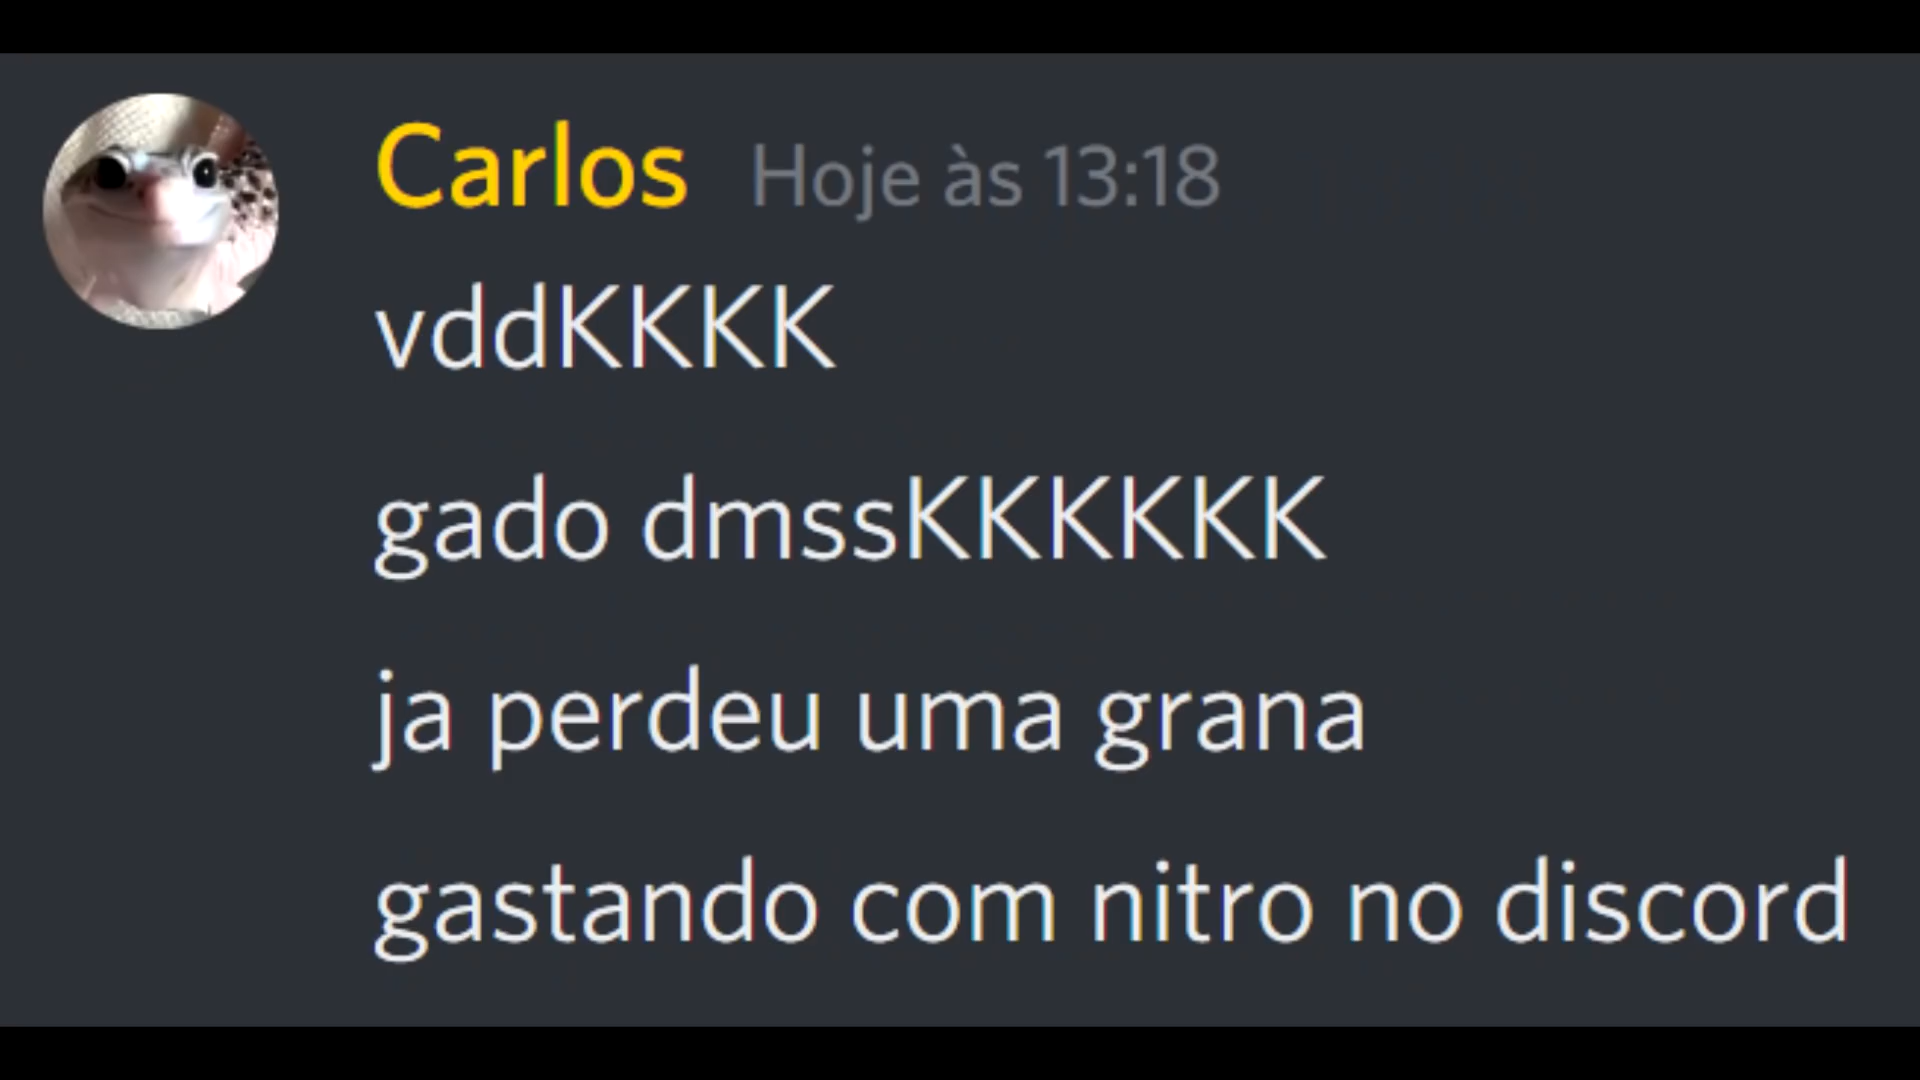 Carlos Hoje às 13:18
vddKKKK
gado dmssKKKKKK
ja perdeu uma grana
gastando com nitro no discord